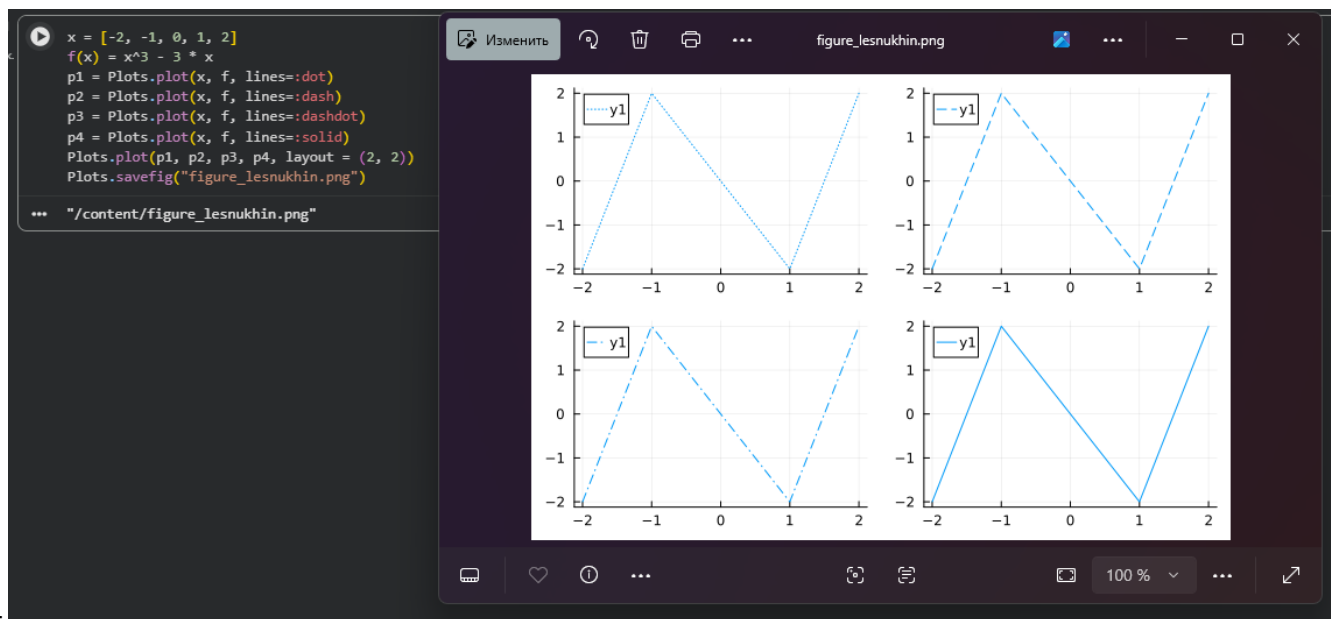 x = [-2, -1, 0, 1, 2]
f(x) = x^3 - 3 * x
p1 = Plots.plot(x, f, lines=:dot)
p2 = Plots.plot(x, f, lines=:dash)
p3 = Plots.plot(x, f, lines=:dashdot)
p4 = Plots.plot(x, f, lines=:solid)
Plots.plot(p1, p2, p3, p4, layout = (2, 2))
Plots.savefig("figure_lesnukhin.png")
"/content/figure_lesnukhin.png"
Изменить
figure_lesnukhin.png
y1
2
1
0
−1
−2
−2 −1 0 1 2
y1
2
1
0
−1
−2
−2 −1 0 1 2
y1
2
1
0
−1
−2
−2 −1 0 1 2
y1
2
1
0
−1
−2
−2 −1 0 1 2
100 %